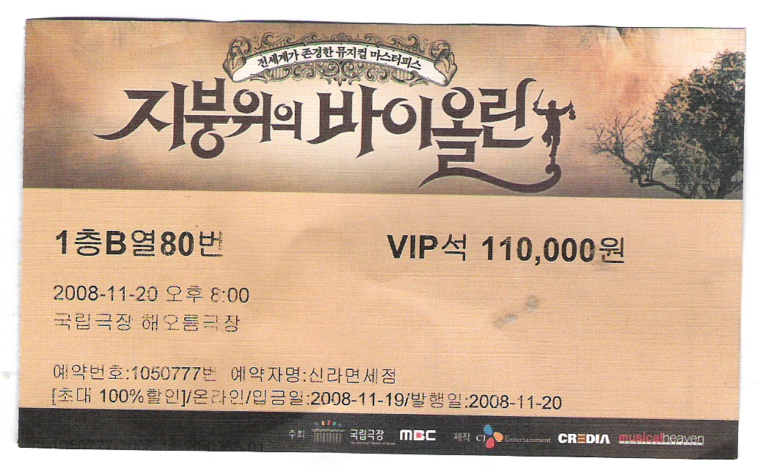 전세계가 존경한 뮤지컬 마스터피스
지붕위의 바이올린
1층B열80번 VIP석 110,000원
2008-11-20 오후 8:00
국립극장 해오름극장
예약번호:1050777번 예약자명:신라면세점
[초대 100%할인]/온라인/입금일:2008-11-19/발행일:2008-11-20
주최 국립극장 MBC 제작 CJ Entertainment CREDIA musicalheaven